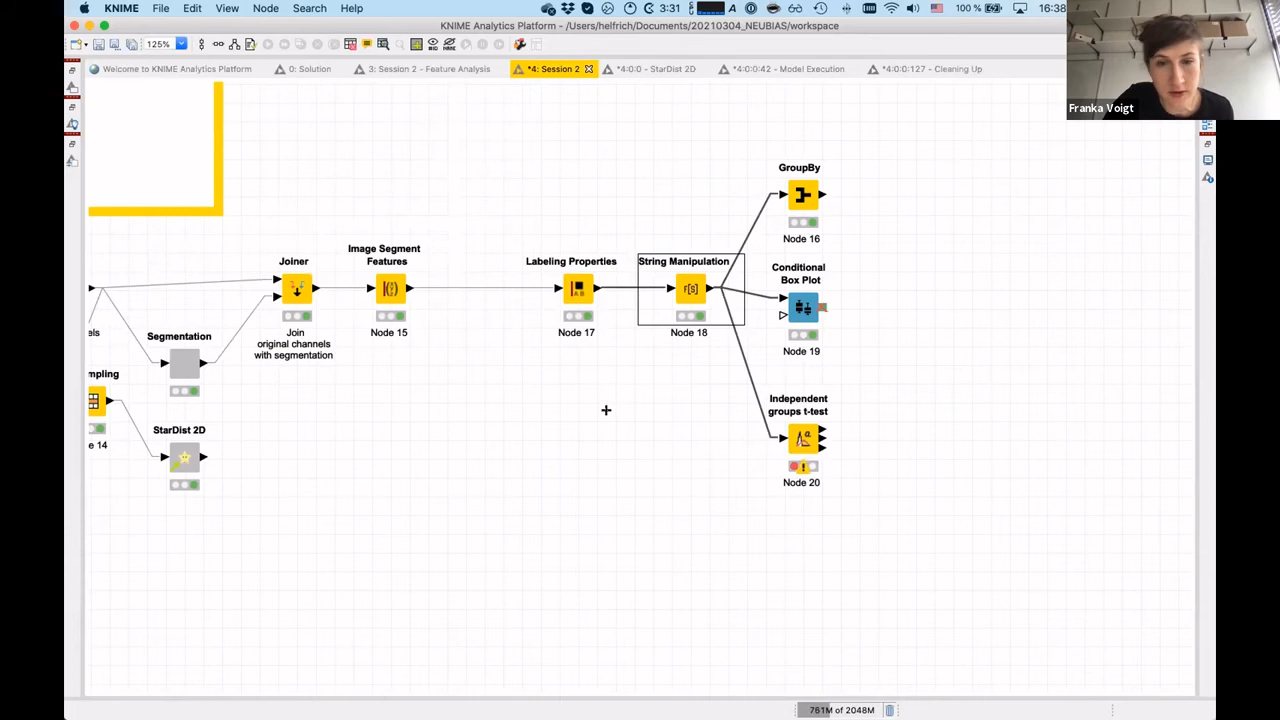 KNIME File Edit View Node Search Help
3:31
100 %
16:38
KNIME Analytics Platform - /Users/helfrich/Documents/20210304_NEUBIAS/workspace
125%
Welcome to KNIME Analytics Platform
0: Solution
3: Session 2 - Feature Analysis
*4: Session 2
*4:0:0 - StarDist 2D
*4:0:0:42 - Model Execution
*4:0:0:127 - Cleaning Up
Franka Voigt
GroupBy
Node 16
Joiner
Join
original channels
with segmentation
Image Segment
Features
Node 15
Labeling Properties
Node 17
String Manipulation
Node 18
Conditional
Box Plot
Node 19
els
Segmentation
mpling
e 14
StarDist 2D
Independent
groups t-test
Node 20
761M of 2048M